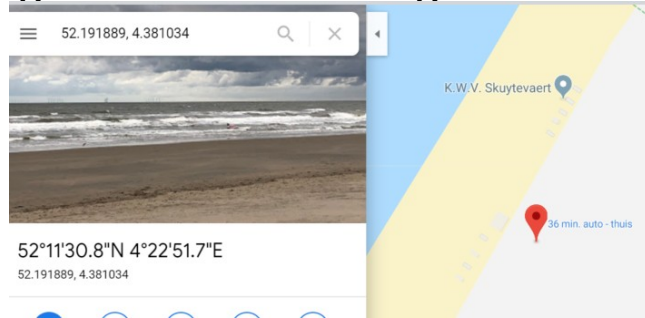 52.191889, 4.381034
K.W.V. Skuytevaert
36 min. auto - thuis
52°11'30.8"N 4°22'51.7"E
52.191889, 4.381034